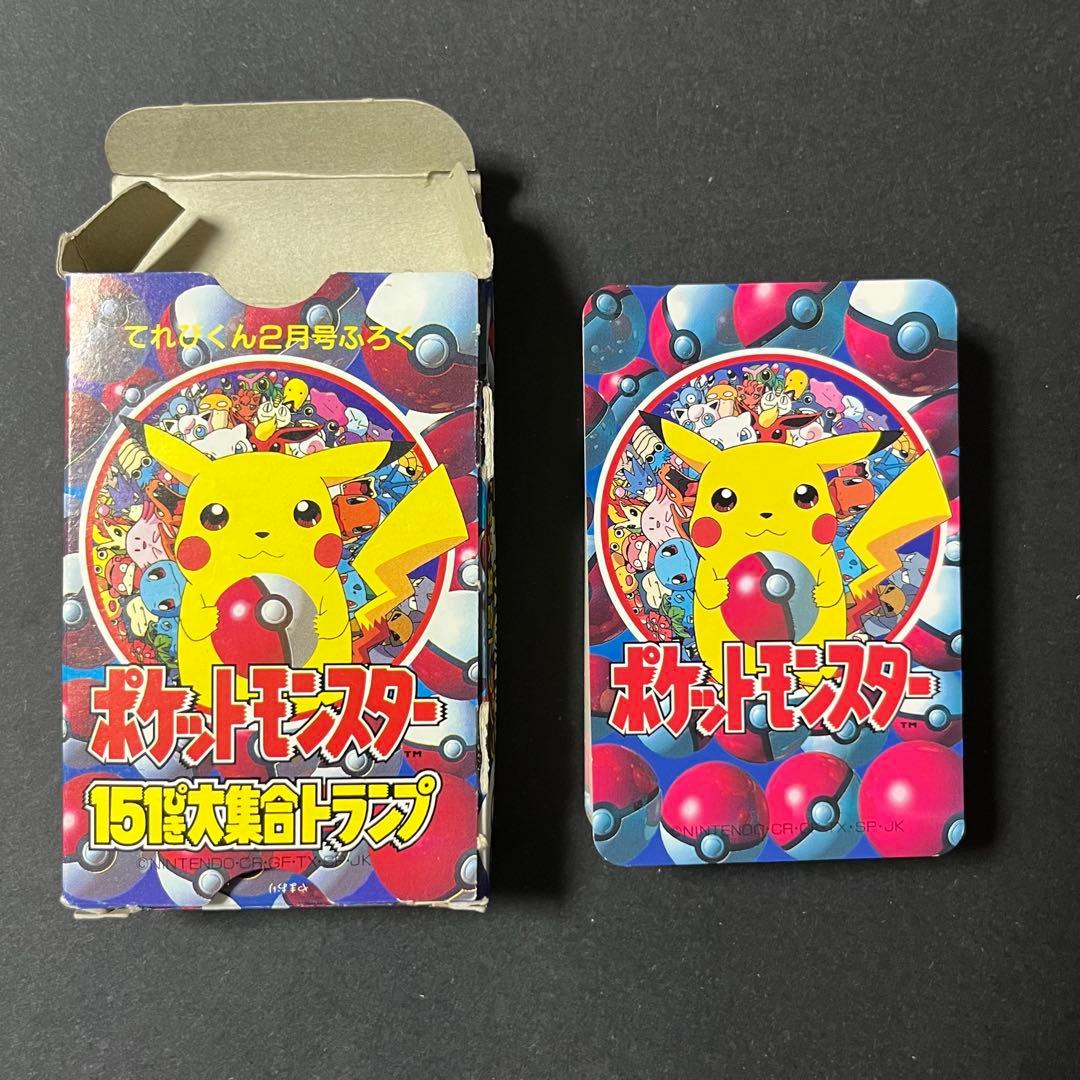 てれびくん2月号ふろく
ポケットモンスター
TM
151ぴき大集合トランプ
©NINTENDO・CR・GF・TX・SP・JK
ポケットモンスター
TM
©NINTENDO・CR・GF・TX・SP・JK